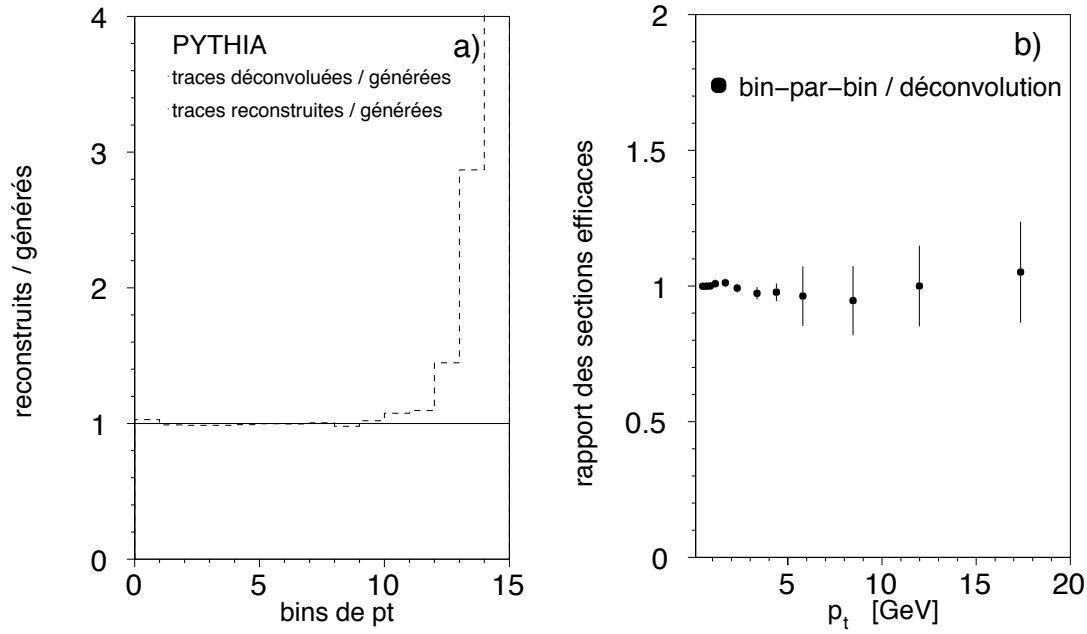 PYTHIA
a)
traces déconvoluées / générées
traces reconstruites / générées
reconstruits / générés
4
3
2
1
0
0
5
10
15
bins de pt
b)
bin−par−bin / déconvolution
rapport des sections efficaces
2
1.5
1
0.5
0
5
10
15
20
p_t [GeV]